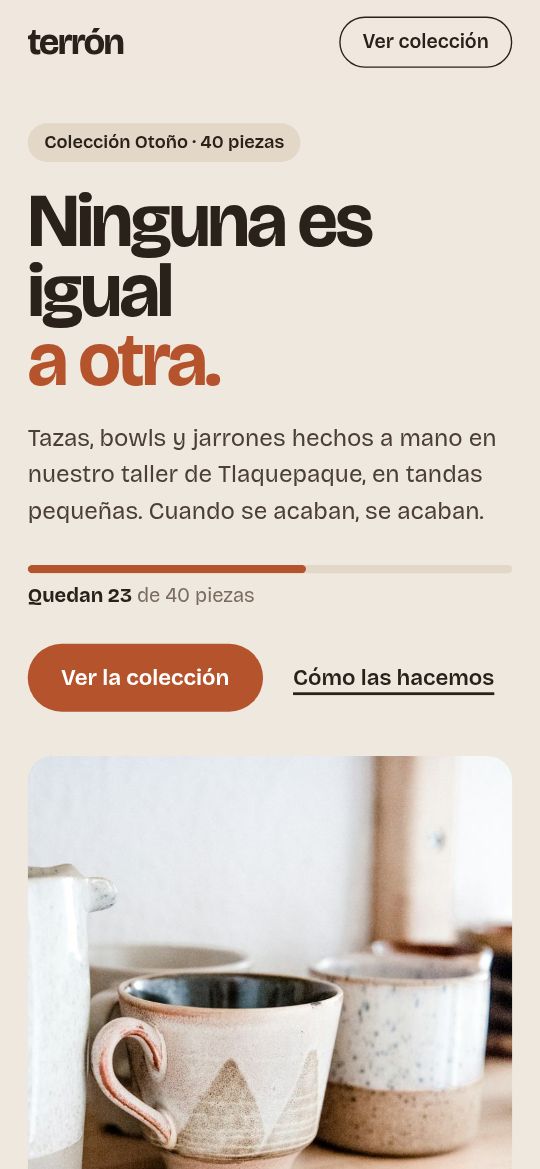 terrón
Ver colección
Colección Otoño · 40 piezas
Ninguna es
igual
a otra.
Tazas, bowls y jarrones hechos a mano en
nuestro taller de Tlaquepaque, en tandas
pequeñas. Cuando se acaban, se acaban.
Quedan 23 de 40 piezas
Ver la colección
Cómo las hacemos